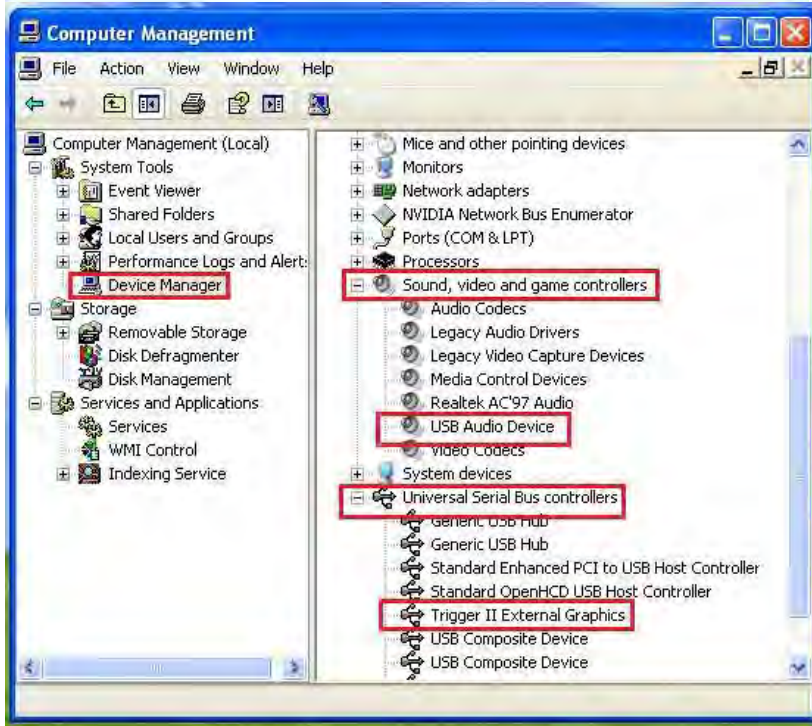 Computer Management
File Action View Window Help
Computer Management (Local)
System Tools
Event Viewer
Shared Folders
Local Users and Groups
Performance Logs and Alert:
Device Manager
Storage
Removable Storage
Disk Defragmenter
Disk Management
Services and Applications
Services
WMI Control
Indexing Service
Mice and other pointing devices
Monitors
Network adapters
NVIDIA Network Bus Enumerator
Ports (COM & LPT)
Processors
Sound, video and game controllers
Audio Codecs
Legacy Audio Drivers
Legacy Video Capture Devices
Media Control Devices
Realtek AC'97 Audio
USB Audio Device
Video Codecs
System devices
Universal Serial Bus controllers
Generic USB Hub
Generic USB Hub
Standard Enhanced PCI to USB Host Controller
Standard OpenHCD USB Host Controller
Trigger II External Graphics
USB Composite Device
USB Composite Device